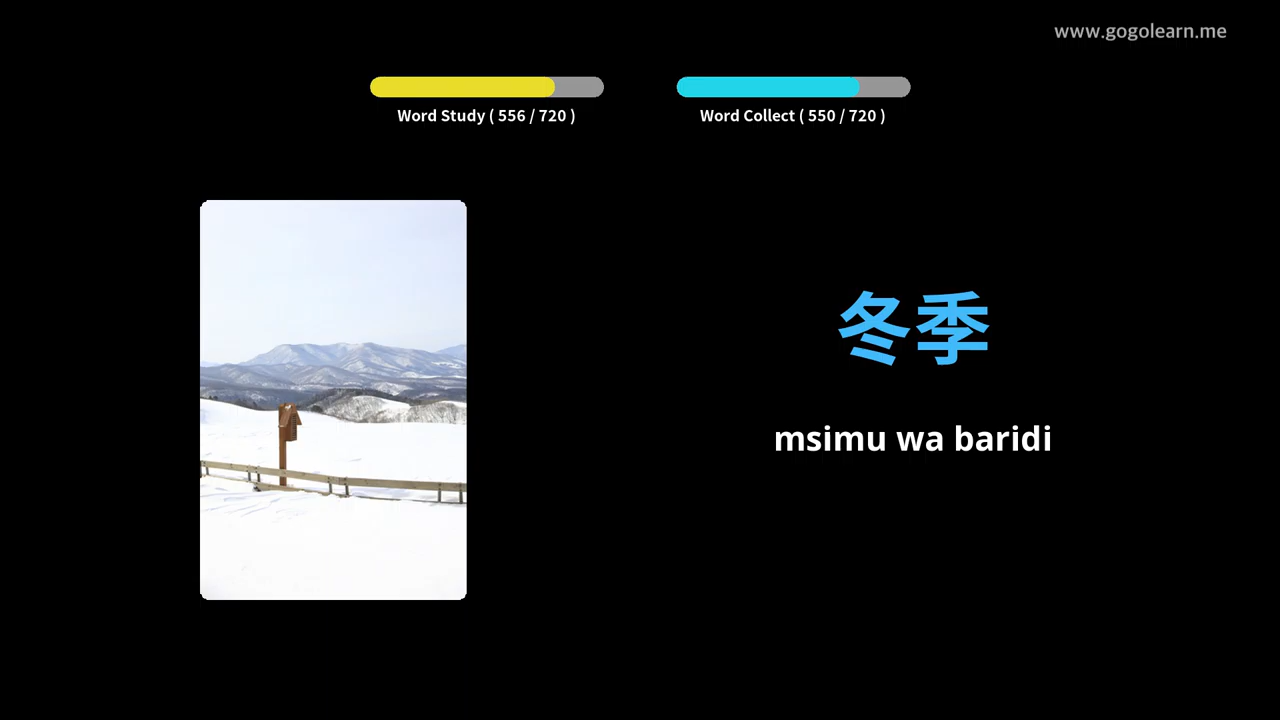 www.gogolearn.me
Word Study ( 556 / 720 )
Word Collect ( 550 / 720 )
冬季
msimu wa baridi